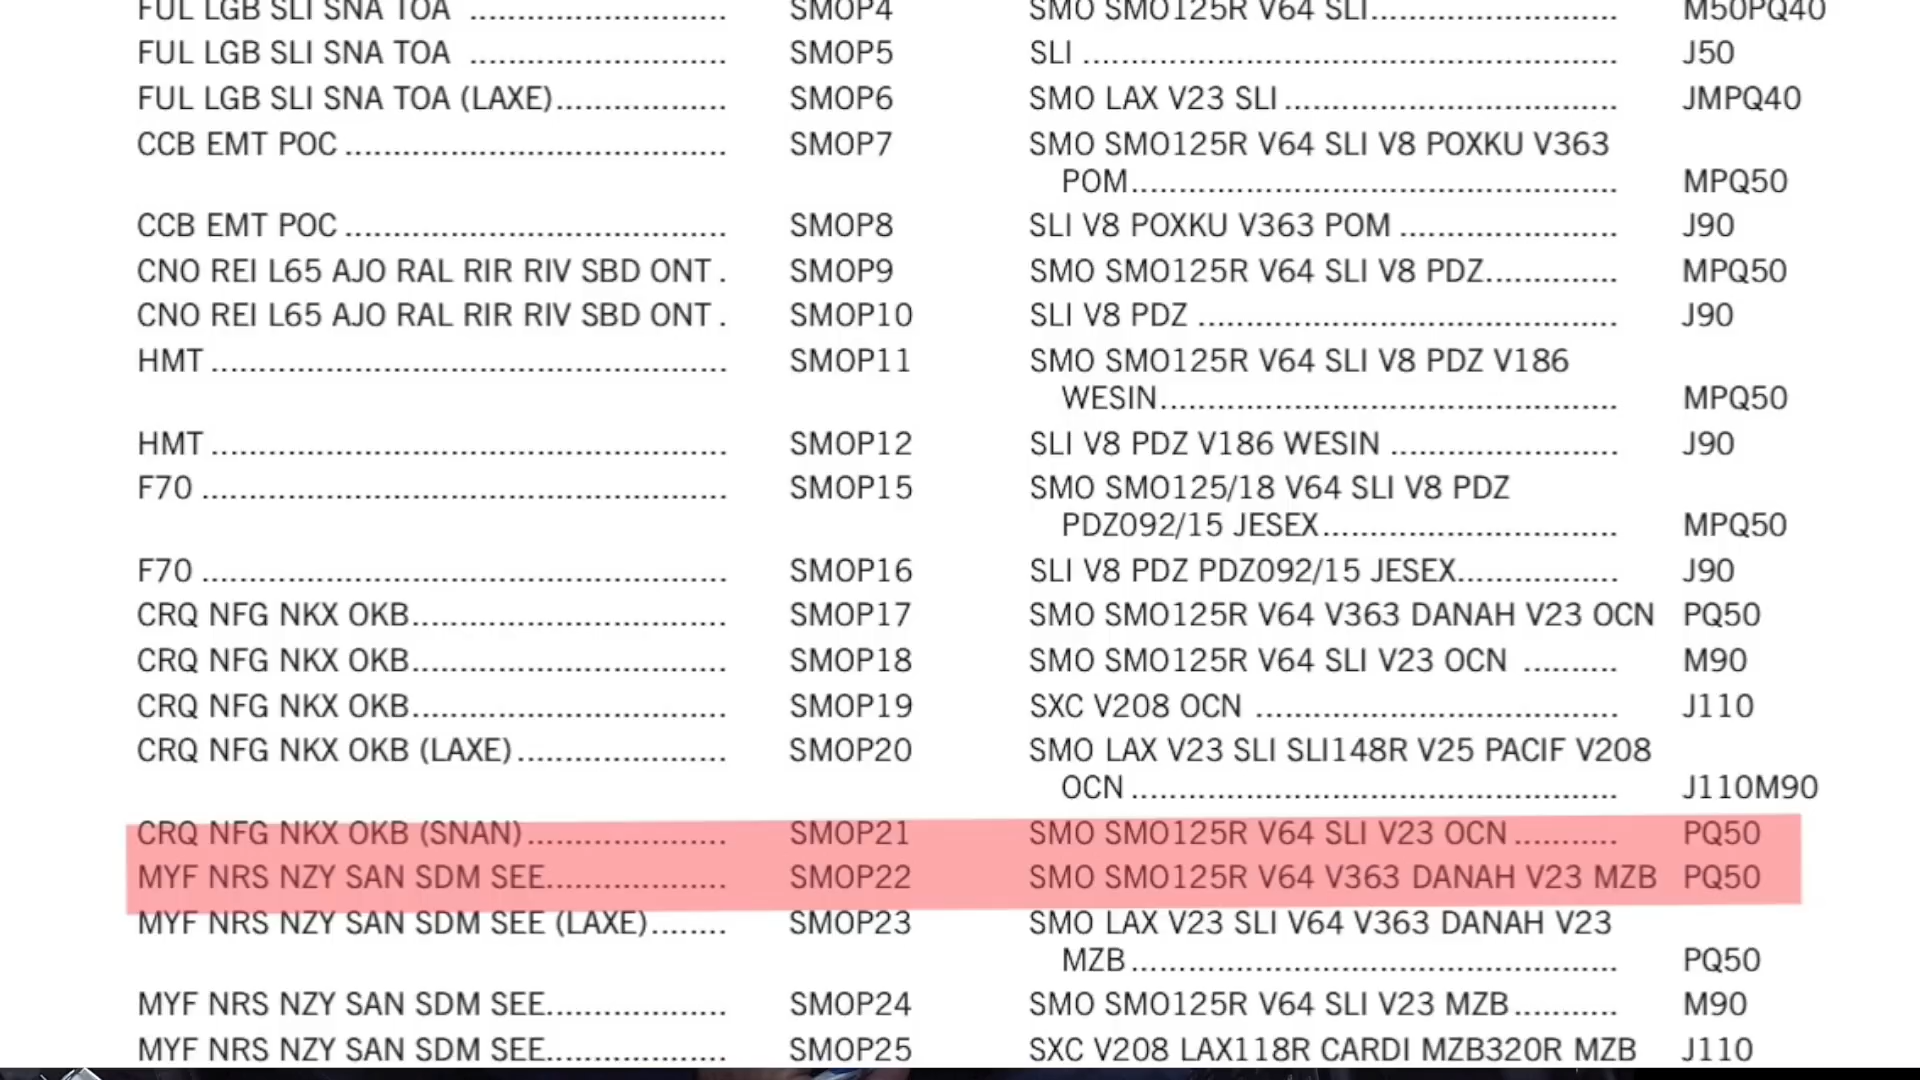 FUL LGB SLI SNA TOA ........................... SMOP4 SMO SMO125R V64 SLI............................... M50PQ40
FUL LGB SLI SNA TOA ........................... SMOP5 SLI .................................................................... J50
FUL LGB SLI SNA TOA (LAXE)...................... SMOP6 SMO LAX V23 SLI.......................................... JMPQ40
CCB EMT POC ................................................ SMOP7 SMO SMO125R V64 SLI V8 POXKU V363
POM............................................................. MPQ50
CCB EMT POC ................................................ SMOP8 SLI V8 POXKU V363 POM ............................ J90
CNO REI L65 AJO RAL RIR RIV SBD ONT . SMOP9 SMO SMO125R V64 SLI V8 PDZ................. MPQ50
CNO REI L65 AJO RAL RIR RIV SBD ONT . SMOP10 SLI V8 PDZ ..................................................... J90
HMT ................................................................. SMOP11 SMO SMO125R V64 SLI V8 PDZ V186
WESIN.......................................................... MPQ50
HMT ................................................................. SMOP12 SLI V8 PDZ V186 WESIN ............................. J90
F70 .................................................................. SMOP15 SMO SMO125/18 V64 SLI V8 PDZ
PDZ092/15 JESEX..................................... MPQ50
F70 .................................................................. SMOP16 SLI V8 PDZ PDZ092/15 JESEX.................... J90
CRQ NFG NKX OKB........................................ SMOP17 SMO SMO125R V64 V363 DANAH V23 OCN PQ50
CRQ NFG NKX OKB........................................ SMOP18 SMO SMO125R V64 SLI V23 OCN ............ M90
CRQ NFG NKX OKB........................................ SMOP19 SXC V208 OCN .............................................. J110
CRQ NFG NKX OKB (LAXE)........................... SMOP20 SMO LAX V23 SLI SLI148R V25 PACIF V208
OCN ............................................................. J110M90
CRQ NFG NKX OKB (SNAN)......................... SMOP21 SMO SMO125R V64 SLI V23 OCN............. PQ50
MYF NRS NZY SAN SDM SEE....................... SMOP22 SMO SMO125R V64 V363 DANAH V23 MZB PQ50
MYF NRS NZY SAN SDM SEE (LAXE)........ SMOP23 SMO LAX V23 SLI V64 V363 DANAH V23
MZB ............................................................. PQ50
MYF NRS NZY SAN SDM SEE....................... SMOP24 SMO SMO125R V64 SLI V23 MZB............. M90
MYF NRS NZY SAN SDM SEE....................... SMOP25 SXC V208 LAX118R CARDI MZB320R MZB J110